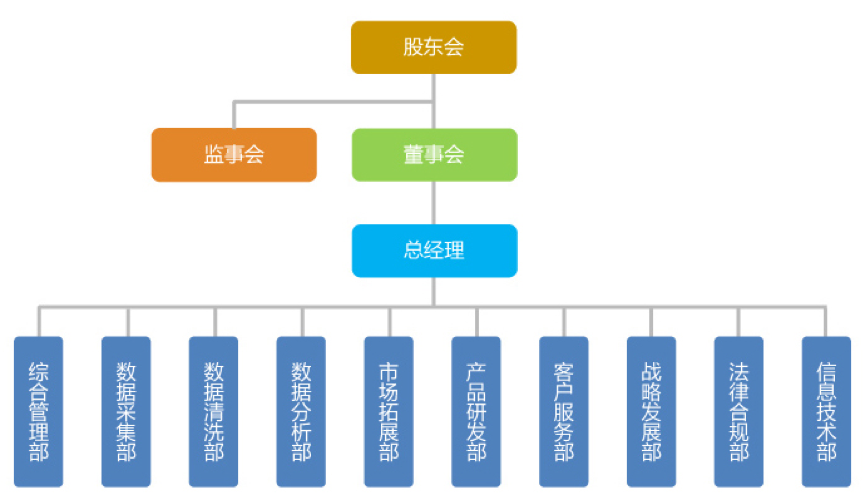 股东会
监事会
董事会
总经理
综合管理部
数据采集部
数据清洗部
数据分析部
市场拓展部
产品研发部
客户服务部
战略发展部
法律合规部
信息技术部